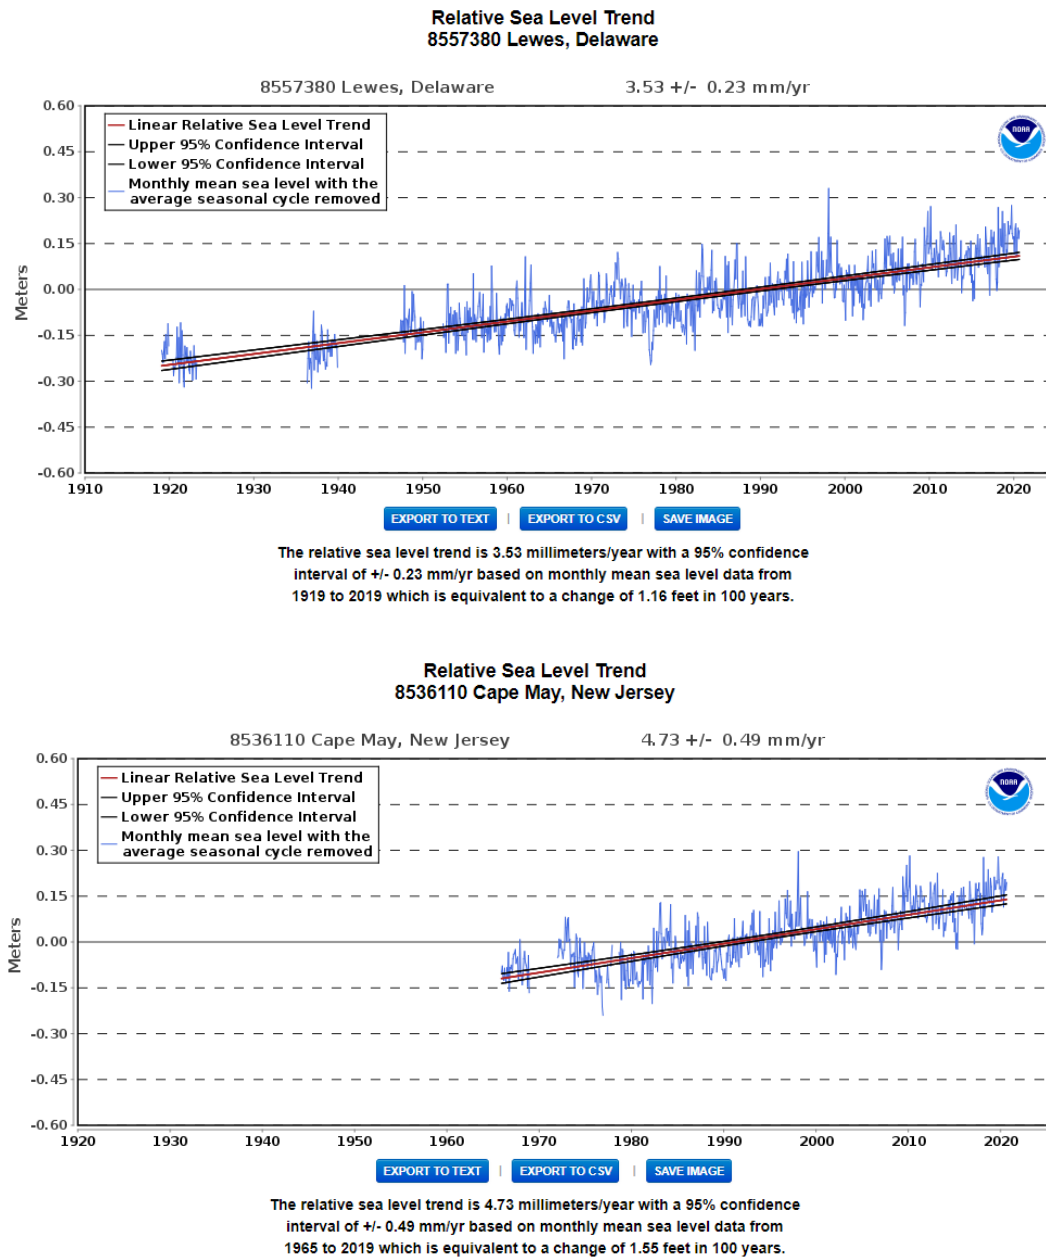 Relative Sea Level Trend
8557380 Lewes, Delaware
8557380 Lewes, Delaware 3.53 +/- 0.23 mm/yr
Linear Relative Sea Level Trend
Upper 95% Confidence Interval
Lower 95% Confidence Interval
Monthly mean sea level with the
average seasonal cycle removed
NOAA
Meters
0.60
0.45
0.30
0.15
0.00
-0.15
-0.30
-0.45
-0.60
1910 1920 1930 1940 1950 1960 1970 1980 1990 2000 2010 2020
EXPORT TO TEXT | EXPORT TO CSV | SAVE IMAGE
The relative sea level trend is 3.53 millimeters/year with a 95% confidence
interval of +/- 0.23 mm/yr based on monthly mean sea level data from
1919 to 2019 which is equivalent to a change of 1.16 feet in 100 years.
Relative Sea Level Trend
8536110 Cape May, New Jersey
8536110 Cape May, New Jersey 4.73 +/- 0.49 mm/yr
Linear Relative Sea Level Trend
Upper 95% Confidence Interval
Lower 95% Confidence Interval
Monthly mean sea level with the
average seasonal cycle removed
NOAA
Meters
0.60
0.45
0.30
0.15
0.00
-0.15
-0.30
-0.45
-0.60
1920 1930 1940 1950 1960 1970 1980 1990 2000 2010 2020
EXPORT TO TEXT | EXPORT TO CSV | SAVE IMAGE
The relative sea level trend is 4.73 millimeters/year with a 95% confidence
interval of +/- 0.49 mm/yr based on monthly mean sea level data from
1965 to 2019 which is equivalent to a change of 1.55 feet in 100 years.